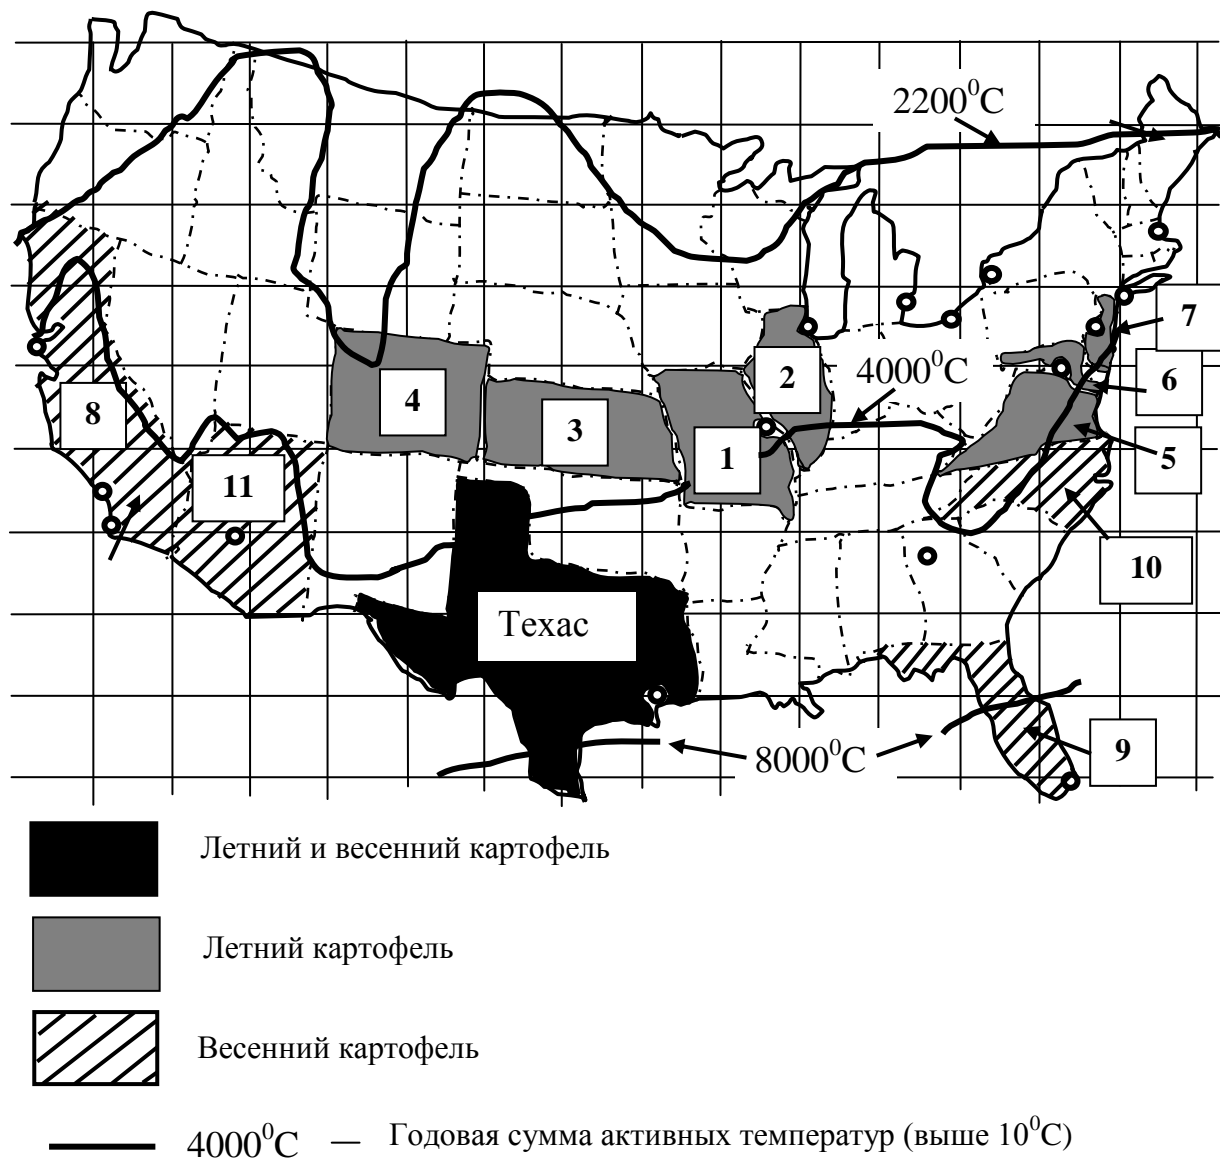 2200⁰C
7
4000⁰C
2
6
8
4
3
1
5
11
10
Техас
9
8000⁰C
Летний и весенний картофель
Летний картофель
Весенний картофель
4000⁰C — Годовая сумма активных температур (выше 10⁰C)